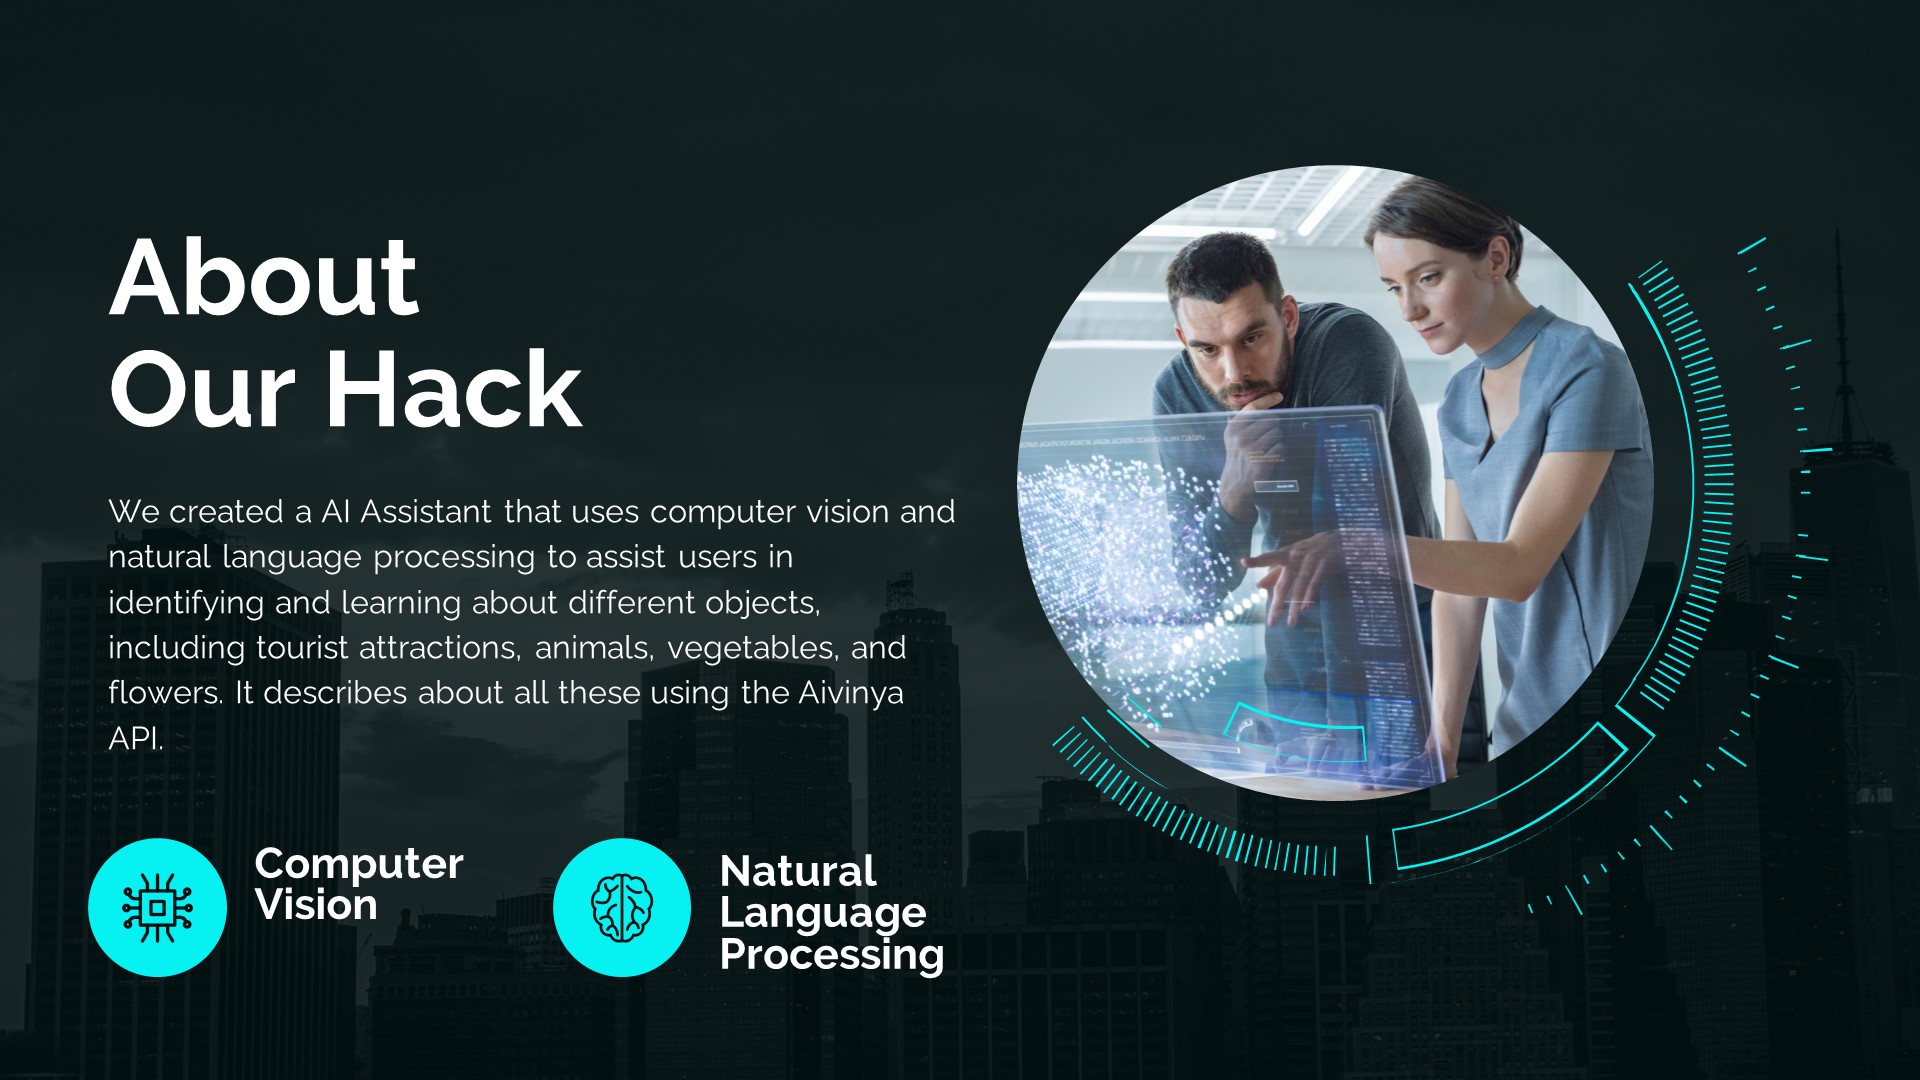 About
Our Hack
We created a AI Assistant that uses computer vision and
natural language processing to assist users in
identifying and learning about different objects,
including tourist attractions, animals, vegetables, and
flowers. It describes about all these using the Aivinya
API.
Computer
Vision
Natural
Language
Processing